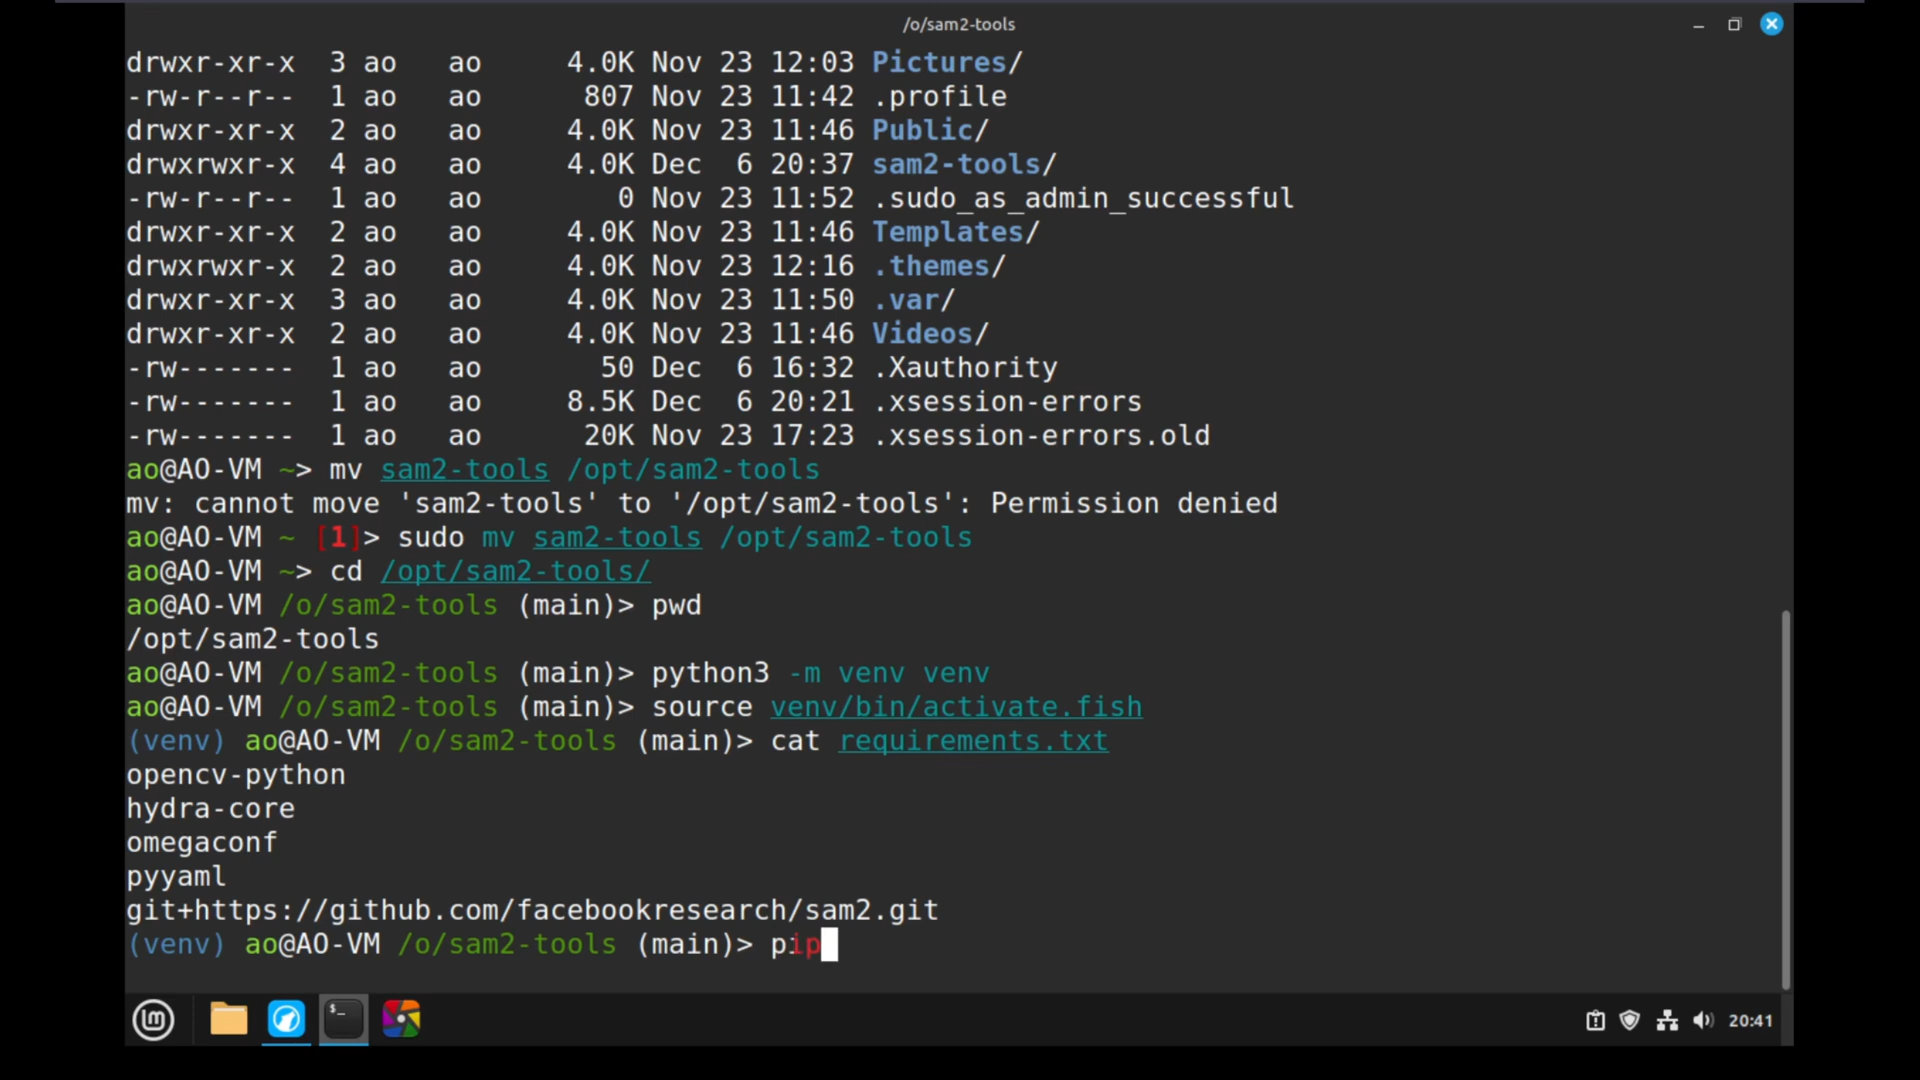 /o/sam2-tools
drwxr-xr-x 3 ao ao 4.0K Nov 23 12:03 Pictures/
-rw-r--r-- 1 ao ao 807 Nov 23 11:42 .profile
drwxr-xr-x 2 ao ao 4.0K Nov 23 11:46 Public/
drwxrwxr-x 4 ao ao 4.0K Dec 6 20:37 sam2-tools/
-rw-r--r-- 1 ao ao 0 Nov 23 11:52 .sudo_as_admin_successful
drwxr-xr-x 2 ao ao 4.0K Nov 23 11:46 Templates/
drwxrwxr-x 2 ao ao 4.0K Nov 23 12:16 .themes/
drwxr-xr-x 3 ao ao 4.0K Nov 23 11:50 .var/
drwxr-xr-x 2 ao ao 4.0K Nov 23 11:46 Videos/
-rw------- 1 ao ao 50 Dec 6 16:32 .Xauthority
-rw------- 1 ao ao 8.5K Dec 6 20:21 .xsession-errors
-rw------- 1 ao ao 20K Nov 23 17:23 .xsession-errors.old
ao@AO-VM ~> mv sam2-tools /opt/sam2-tools
mv: cannot move 'sam2-tools' to '/opt/sam2-tools': Permission denied
ao@AO-VM ~ [1]> sudo mv sam2-tools /opt/sam2-tools
ao@AO-VM ~> cd /opt/sam2-tools/
ao@AO-VM /o/sam2-tools (main)> pwd
/opt/sam2-tools
ao@AO-VM /o/sam2-tools (main)> python3 -m venv venv
ao@AO-VM /o/sam2-tools (main)> source venv/bin/activate.fish
(venv) ao@AO-VM /o/sam2-tools (main)> cat requirements.txt
opencv-python
hydra-core
omegaconf
pyyaml
git+https://github.com/facebookresearch/sam2.git
(venv) ao@AO-VM /o/sam2-tools (main)> pip
20:41